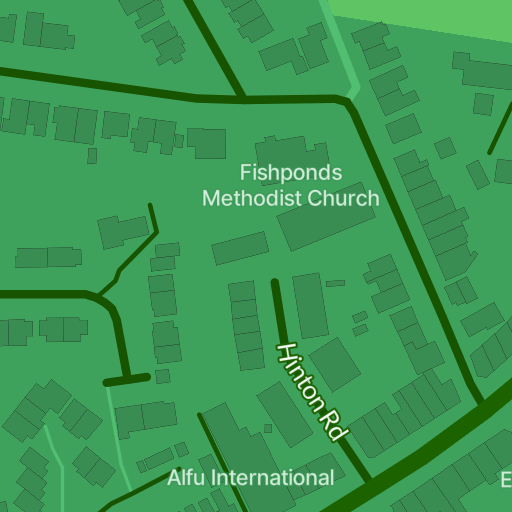 Fishponds
Methodist Church
Hinton Rd
Alfu International
E